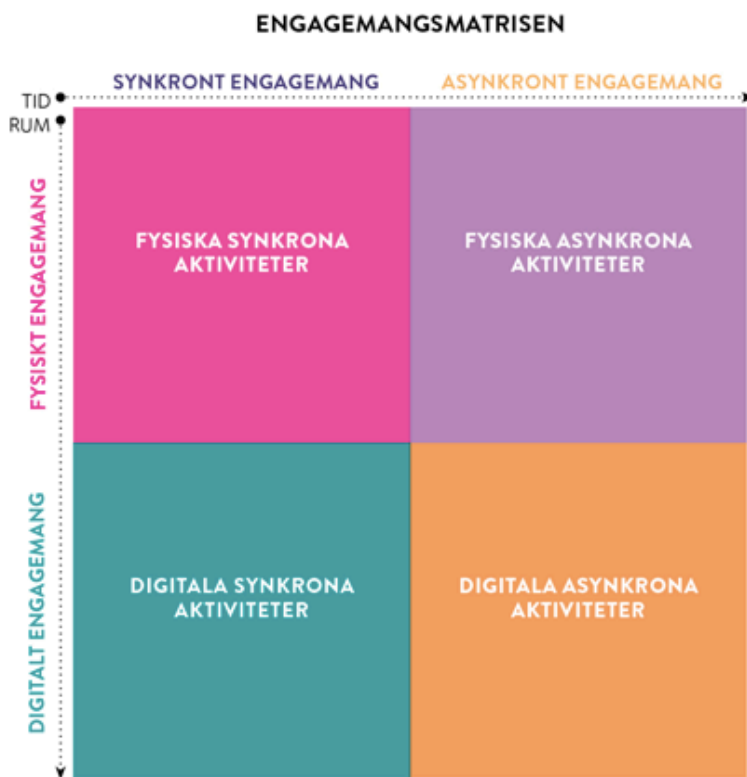 ENGAGEMANGSMATRISEN
SYNKRONT ENGAGEMANG
ASYNKRONT ENGAGEMANG
TID
RUM
FYSISKT ENGAGEMANG
FYSISKA SYNKRONA
AKTIVITETER
FYSISKA ASYNKRONA
AKTIVITETER
DIGITALT ENGAGEMANG
DIGITALA SYNKRONA
AKTIVITETER
DIGITALA ASYNKRONA
AKTIVITETER